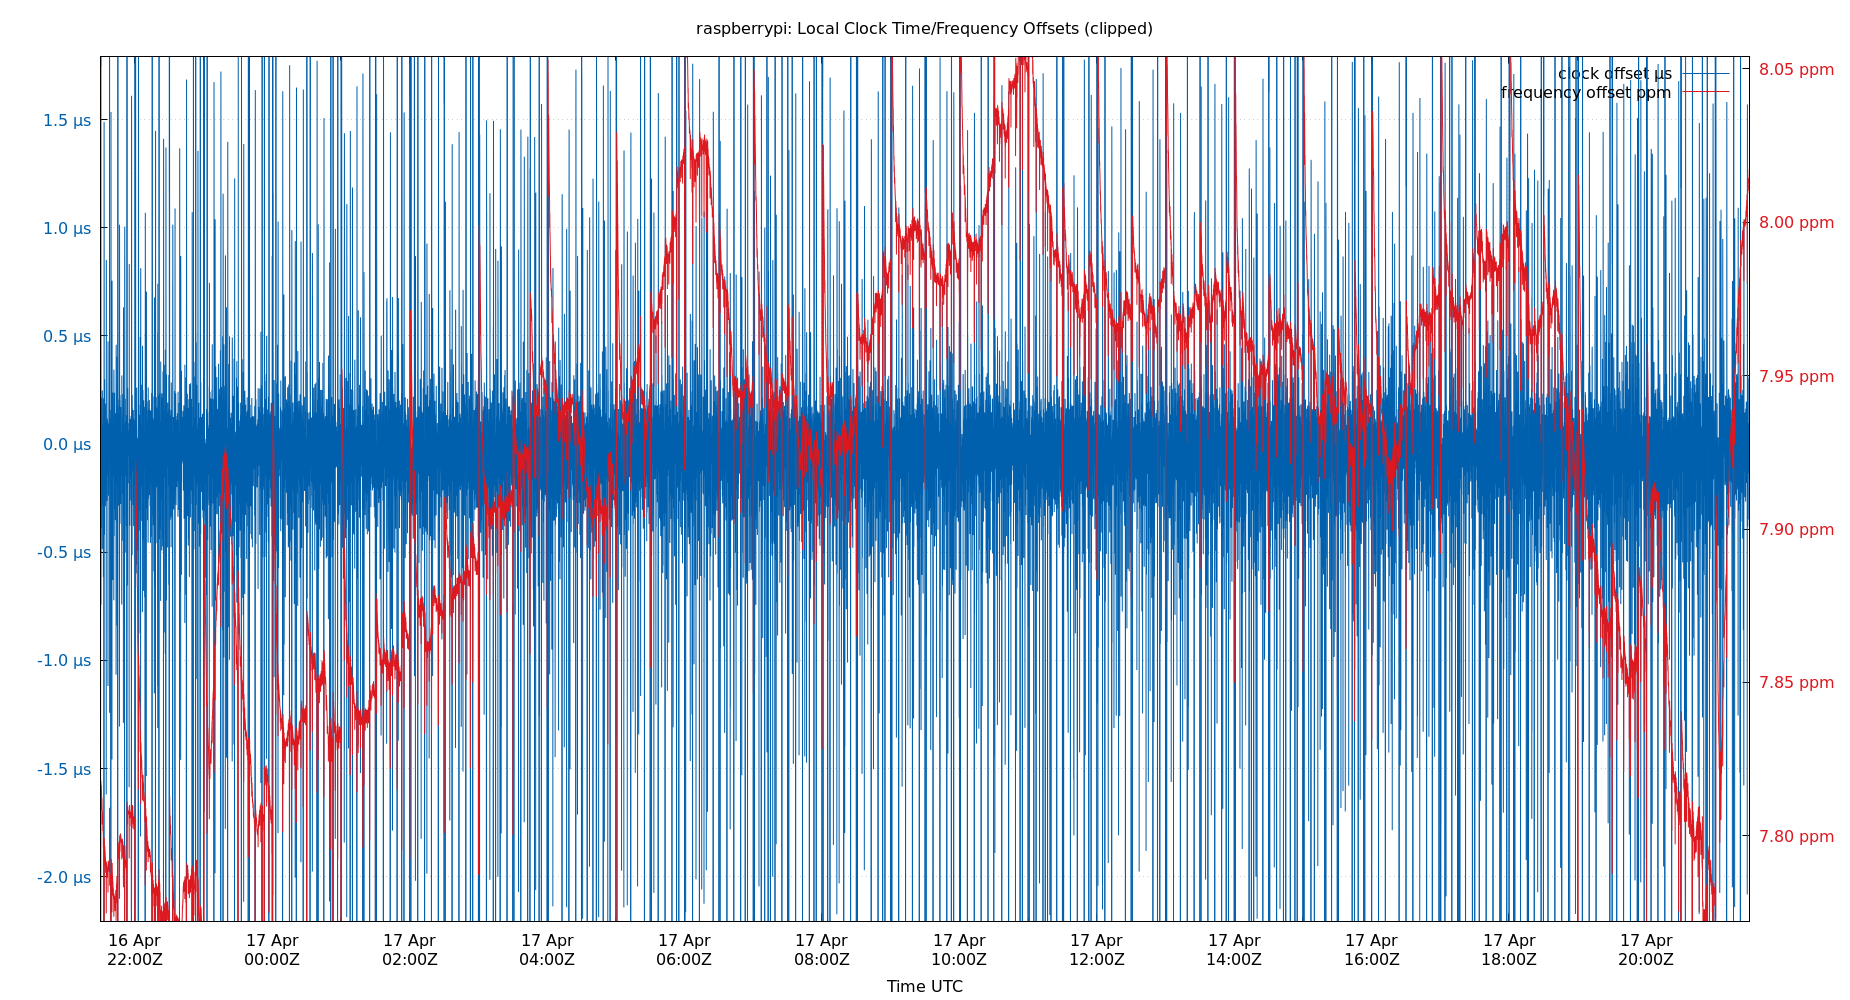 raspberrypi: Local Clock Time/Frequency Offsets (clipped)
clock offset µs
frequency offset ppm
1.5 µs
1.0 µs
0.5 µs
0.0 µs
-0.5 µs
-1.0 µs
-1.5 µs
-2.0 µs
8.05 ppm
8.00 ppm
7.95 ppm
7.90 ppm
7.85 ppm
7.80 ppm
16 Apr 17 Apr 17 Apr 17 Apr 17 Apr 17 Apr 17 Apr 17 Apr 17 Apr 17 Apr 17 Apr 17 Apr
22:00Z 00:00Z 02:00Z 04:00Z 06:00Z 08:00Z 10:00Z 12:00Z 14:00Z 16:00Z 18:00Z 20:00Z
Time UTC